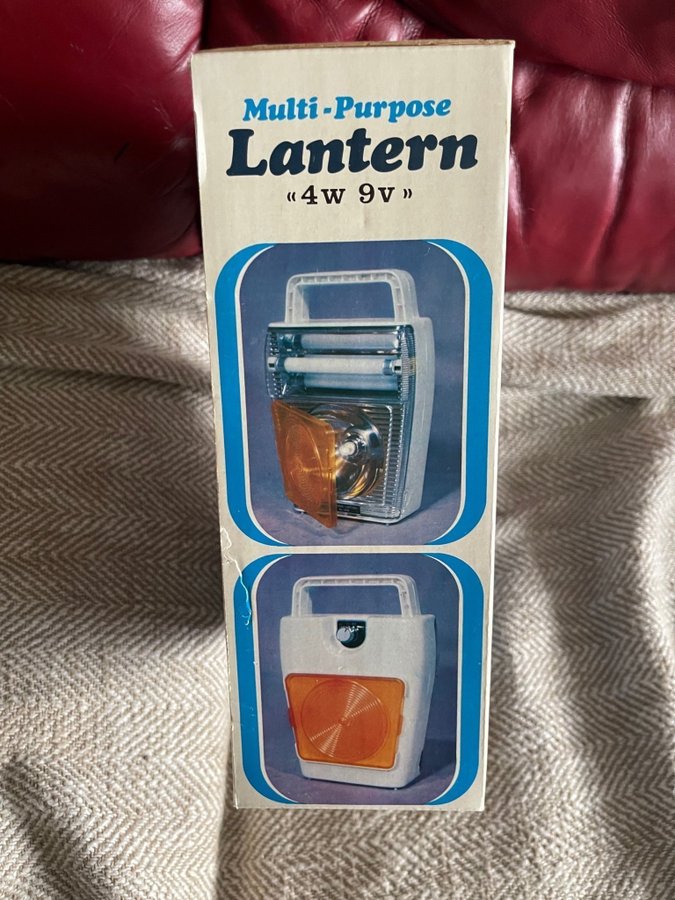 Multi-Purpose
Lantern
«4w 9v»